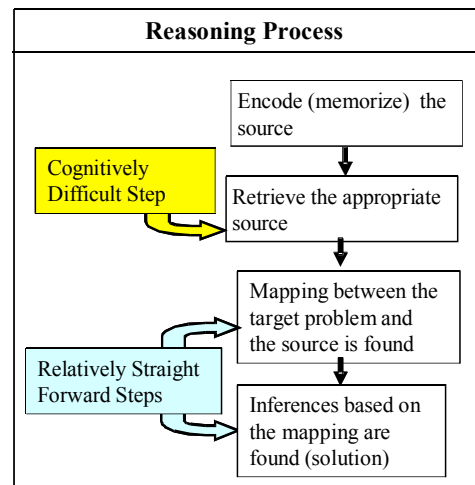 Reasoning Process
Encode (memorize) the
source
Cognitively
Difficult Step
Retrieve the appropriate
source
Mapping between the
target problem and
the source is found
Relatively Straight
Forward Steps
Inferences based on
the mapping are
found (solution)